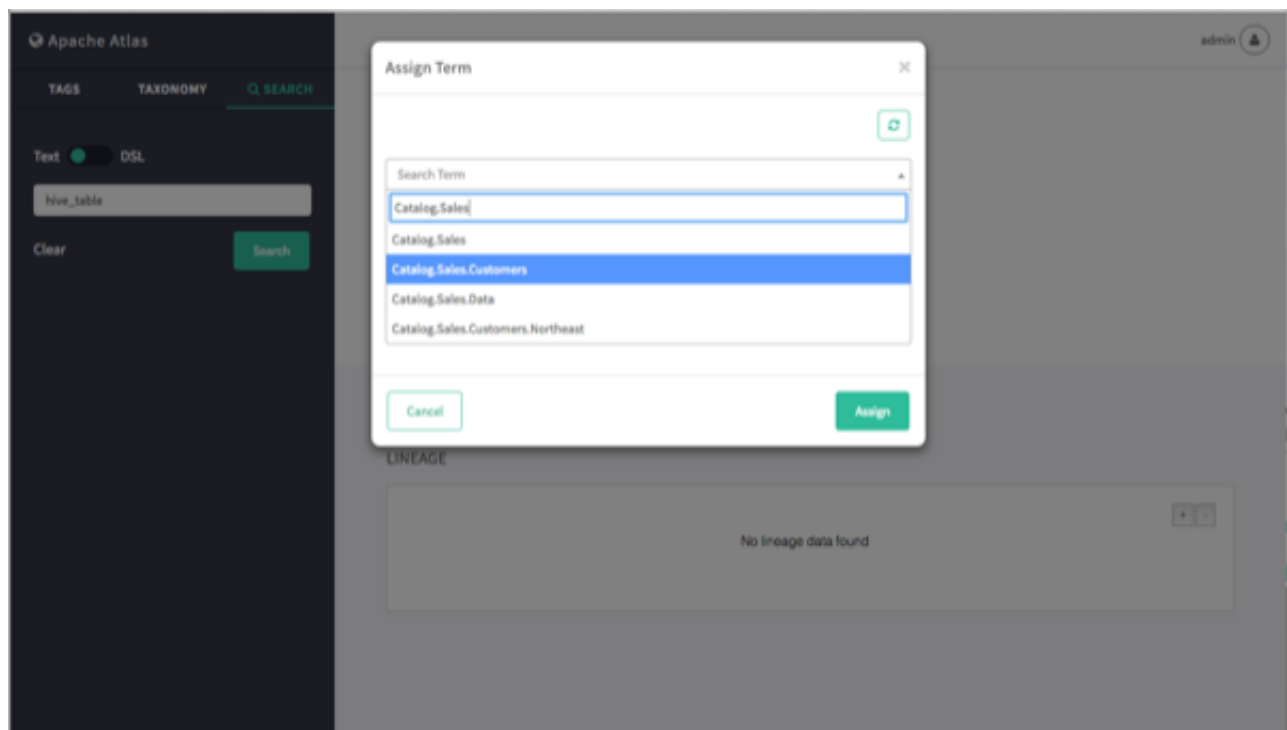 Apache Atlas
admin
TAGS TAXONOMY SEARCH
Text DSL
hive_table
Clear Search
Assign Term
×
Search Term
Catalog.Sales
Catalog.Sales
Catalog.Sales.Customers
Catalog.Sales.Data
Catalog.Sales.Customers.Northeast
Cancel Assign
LINEAGE
+ -
No lineage data found